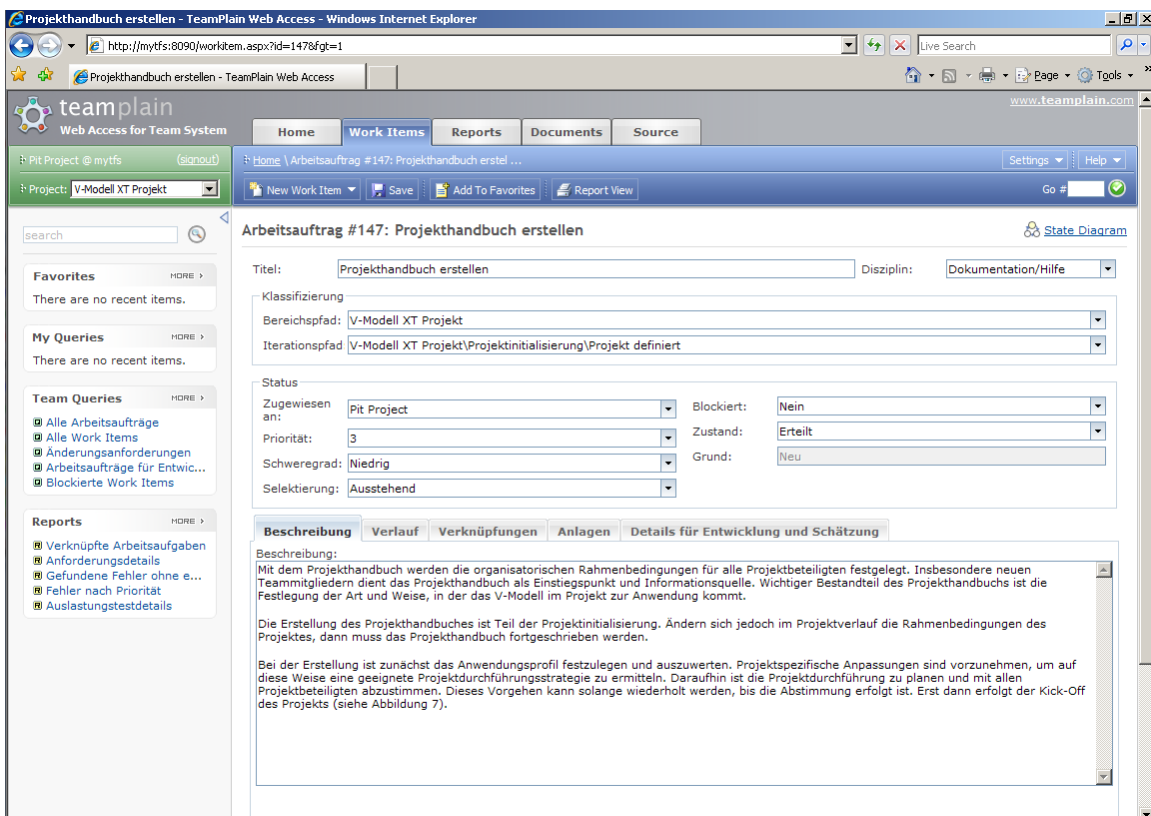 Projekthandbuch erstellen - TeamPlain Web Access - Windows Internet Explorer
http://mytfs:8090/workitem.aspx?id=147&fgt=1
Live Search
Projekthandbuch erstellen - TeamPlain Web Access
Page
Tools
teamplain
Web Access for Team System
www.teamplain.com
Home
Work Items
Reports
Documents
Source
Pit Project @ mytfs
(signout)
Home \ Arbeitsauftrag #147: Projekthandbuch erstel ...
Settings
Help
Project:
V-Modell XT Projekt
New Work Item
Save
Add To Favorites
Report View
Go #
search
Favorites
MORE >
There are no recent items.
My Queries
MORE >
There are no recent items.
Team Queries
MORE >
Alle Arbeitsaufträge
Alle Work Items
Änderungsanforderungen
Arbeitsaufträge für Entwic...
Blockierte Work Items
Reports
MORE >
Verknüpfte Arbeitsaufgaben
Anforderungsdetails
Gefundene Fehler ohne e...
Fehler nach Priorität
Auslastungstestdetails
Arbeitsauftrag #147: Projekthandbuch erstellen
State Diagram
Titel:
Projekthandbuch erstellen
Disziplin:
Dokumentation/Hilfe
Klassifizierung
Bereichspfad:
V-Modell XT Projekt
Iterationspfad
V-Modell XT Projekt\Projektinitialisierung\Projekt definiert
Status
Zugewiesen
an:
Pit Project
Blockiert:
Nein
Priorität:
3
Zustand:
Erteilt
Schweregrad:
Niedrig
Grund:
Neu
Selektierung:
Ausstehend
Beschreibung
Verlauf
Verknüpfungen
Anlagen
Details für Entwicklung und Schätzung
Beschreibung:
Mit dem Projekthandbuch werden die organisatorischen Rahmenbedingungen für alle Projektbeteiligten festgelegt. Insbesondere neuen
Teammitgliedern dient das Projekthandbuch als Einstiegspunkt und Informationsquelle. Wichtiger Bestandteil des Projekthandbuchs ist die
Festlegung der Art und Weise, in der das V-Modell im Projekt zur Anwendung kommt.
Die Erstellung des Projekthandbuches ist Teil der Projektinitialisierung. Ändern sich jedoch im Projektverlauf die Rahmenbedingungen des
Projektes, dann muss das Projekthandbuch fortgeschrieben werden.
Bei der Erstellung ist zunächst das Anwendungsprofil festzulegen und auszuwerten. Projektspezifische Anpassungen sind vorzunehmen, um auf
diese Weise eine geeignete Projektdurchführungsstrategie zu ermitteln. Daraufhin ist die Projektdurchführung zu planen und mit allen
Projektbeteiligten abzustimmen. Dieses Vorgehen kann solange wiederholt werden, bis die Abstimmung erfolgt ist. Erst dann erfolgt der Kick-Off
des Projekts (siehe Abbildung 7).